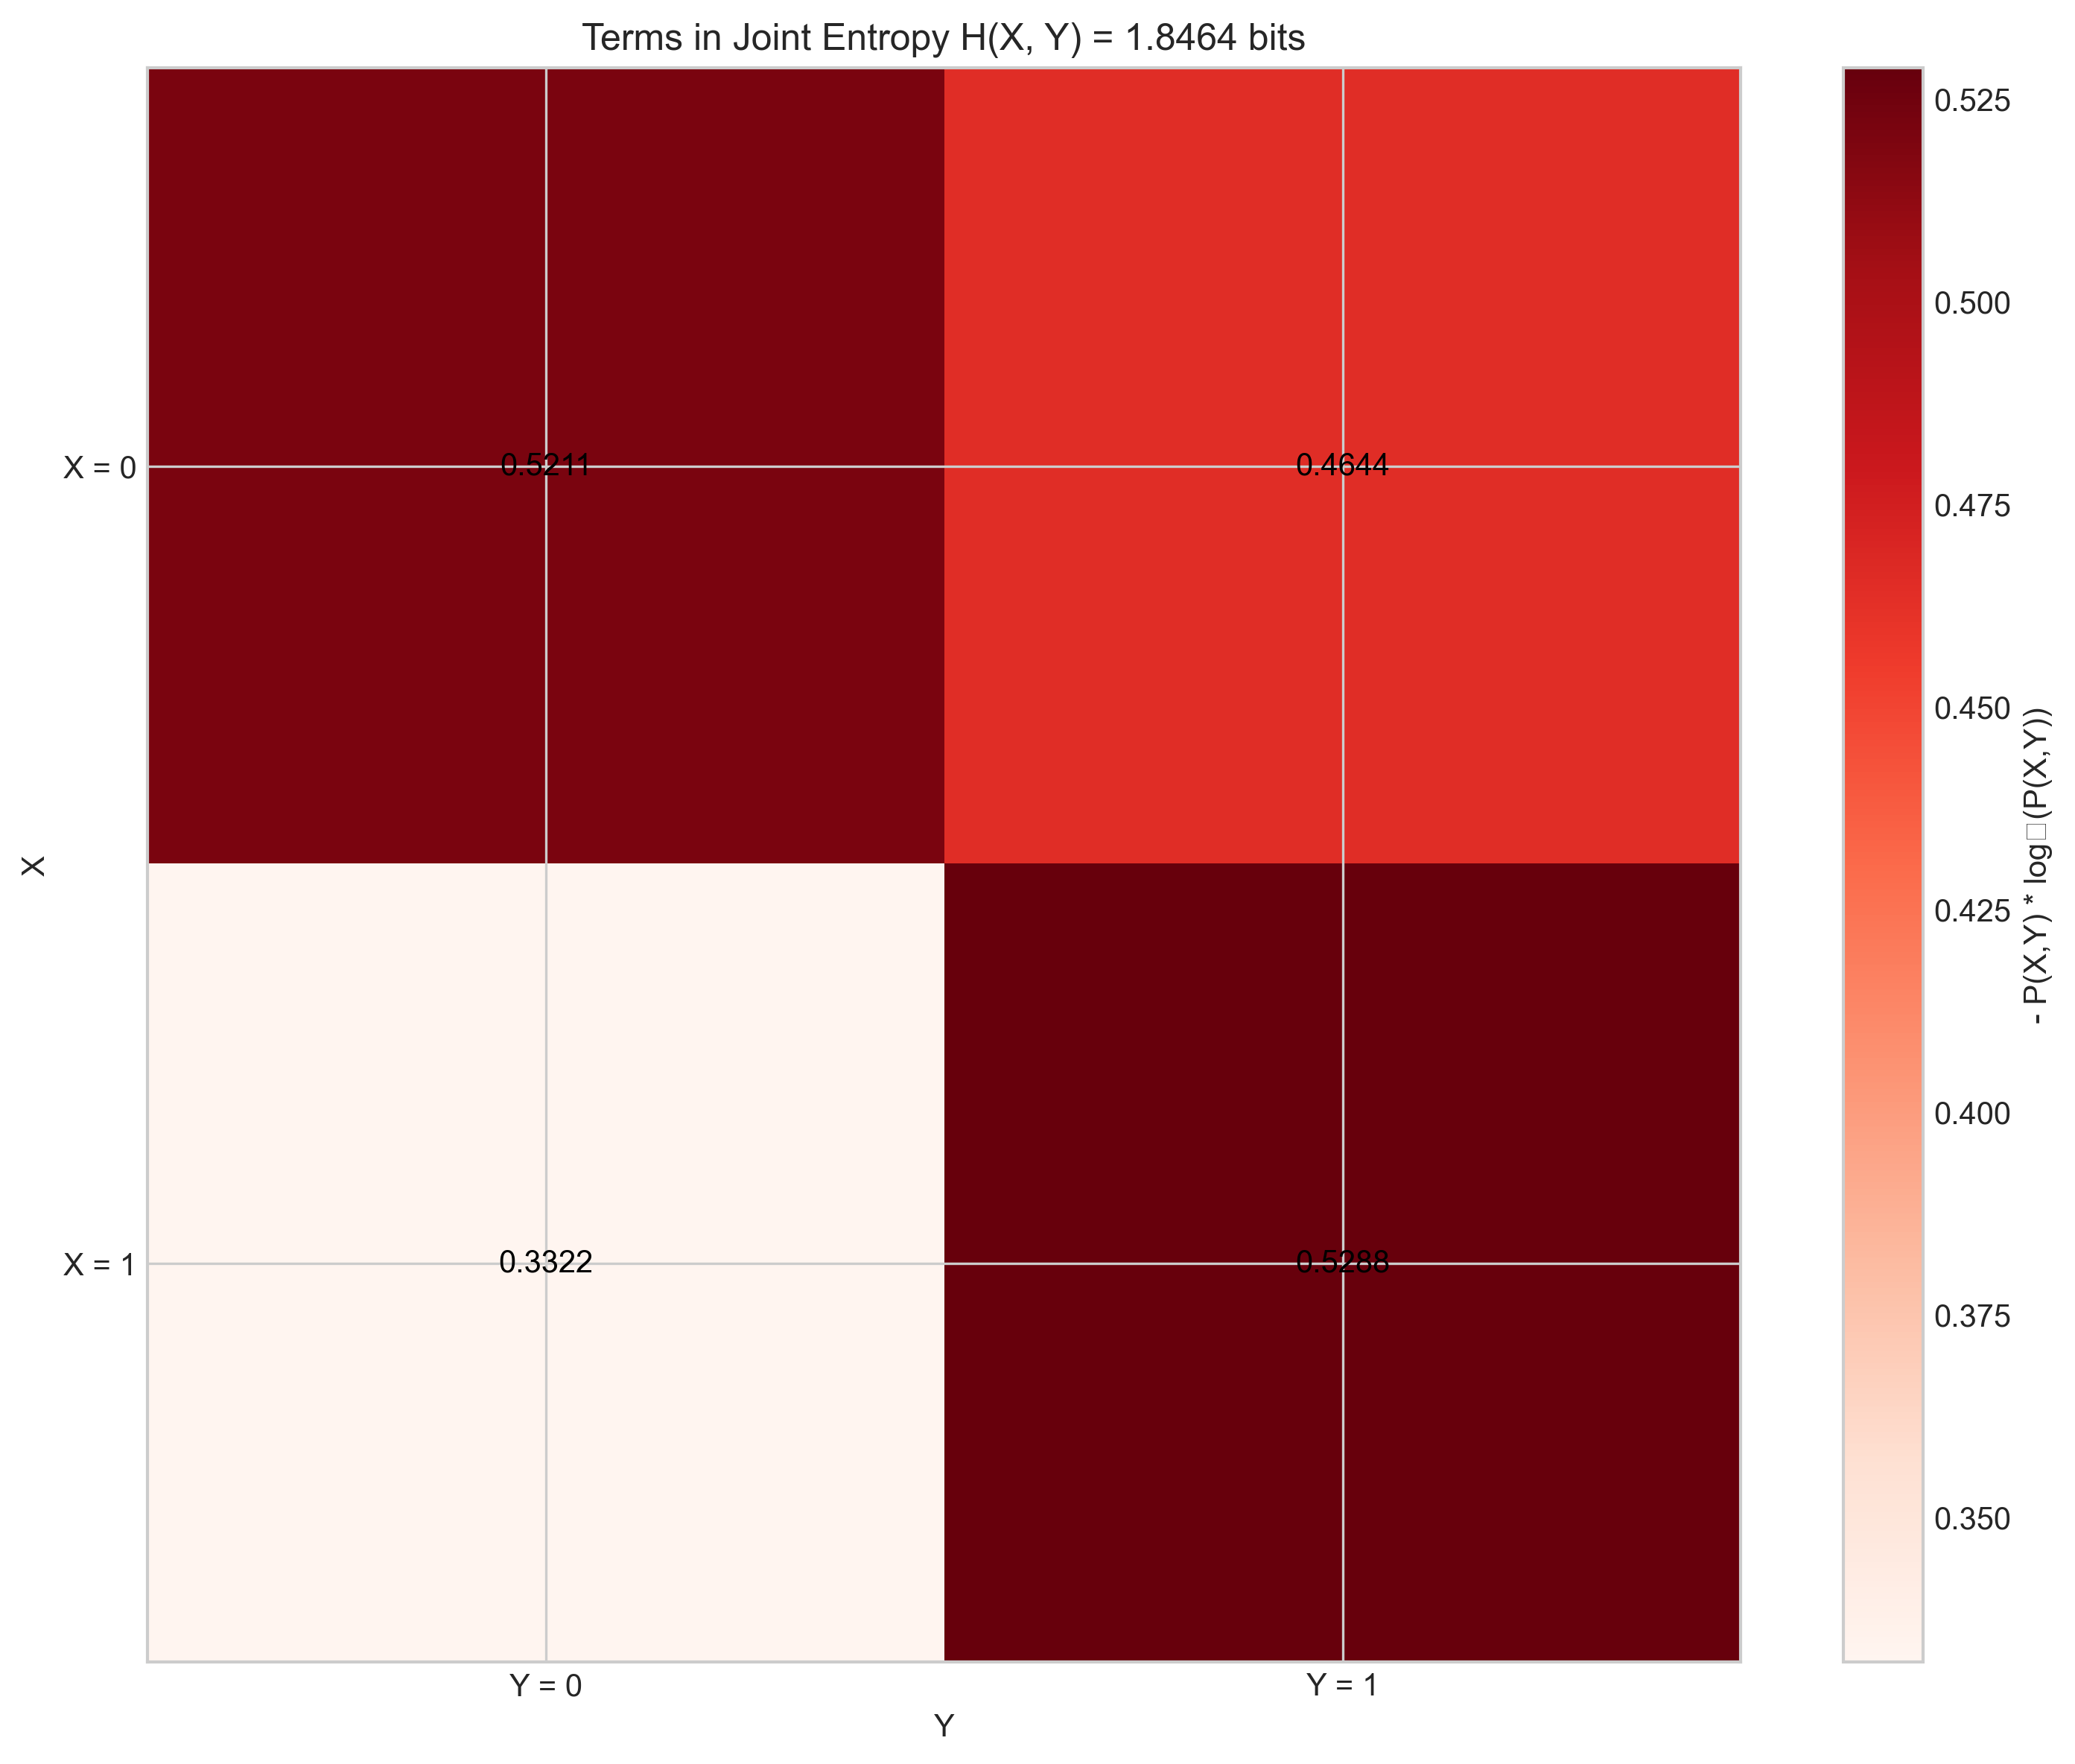 Terms in Joint Entropy H(X, Y) = 1.8464 bits
X = 0
X = 1
X
0.5211
0.4644
0.3322
0.5288
Y = 0
Y = 1
Y
0.525
0.500
0.475
0.450
0.425
0.400
0.375
0.350
- P(X,Y) * log□(P(X,Y))